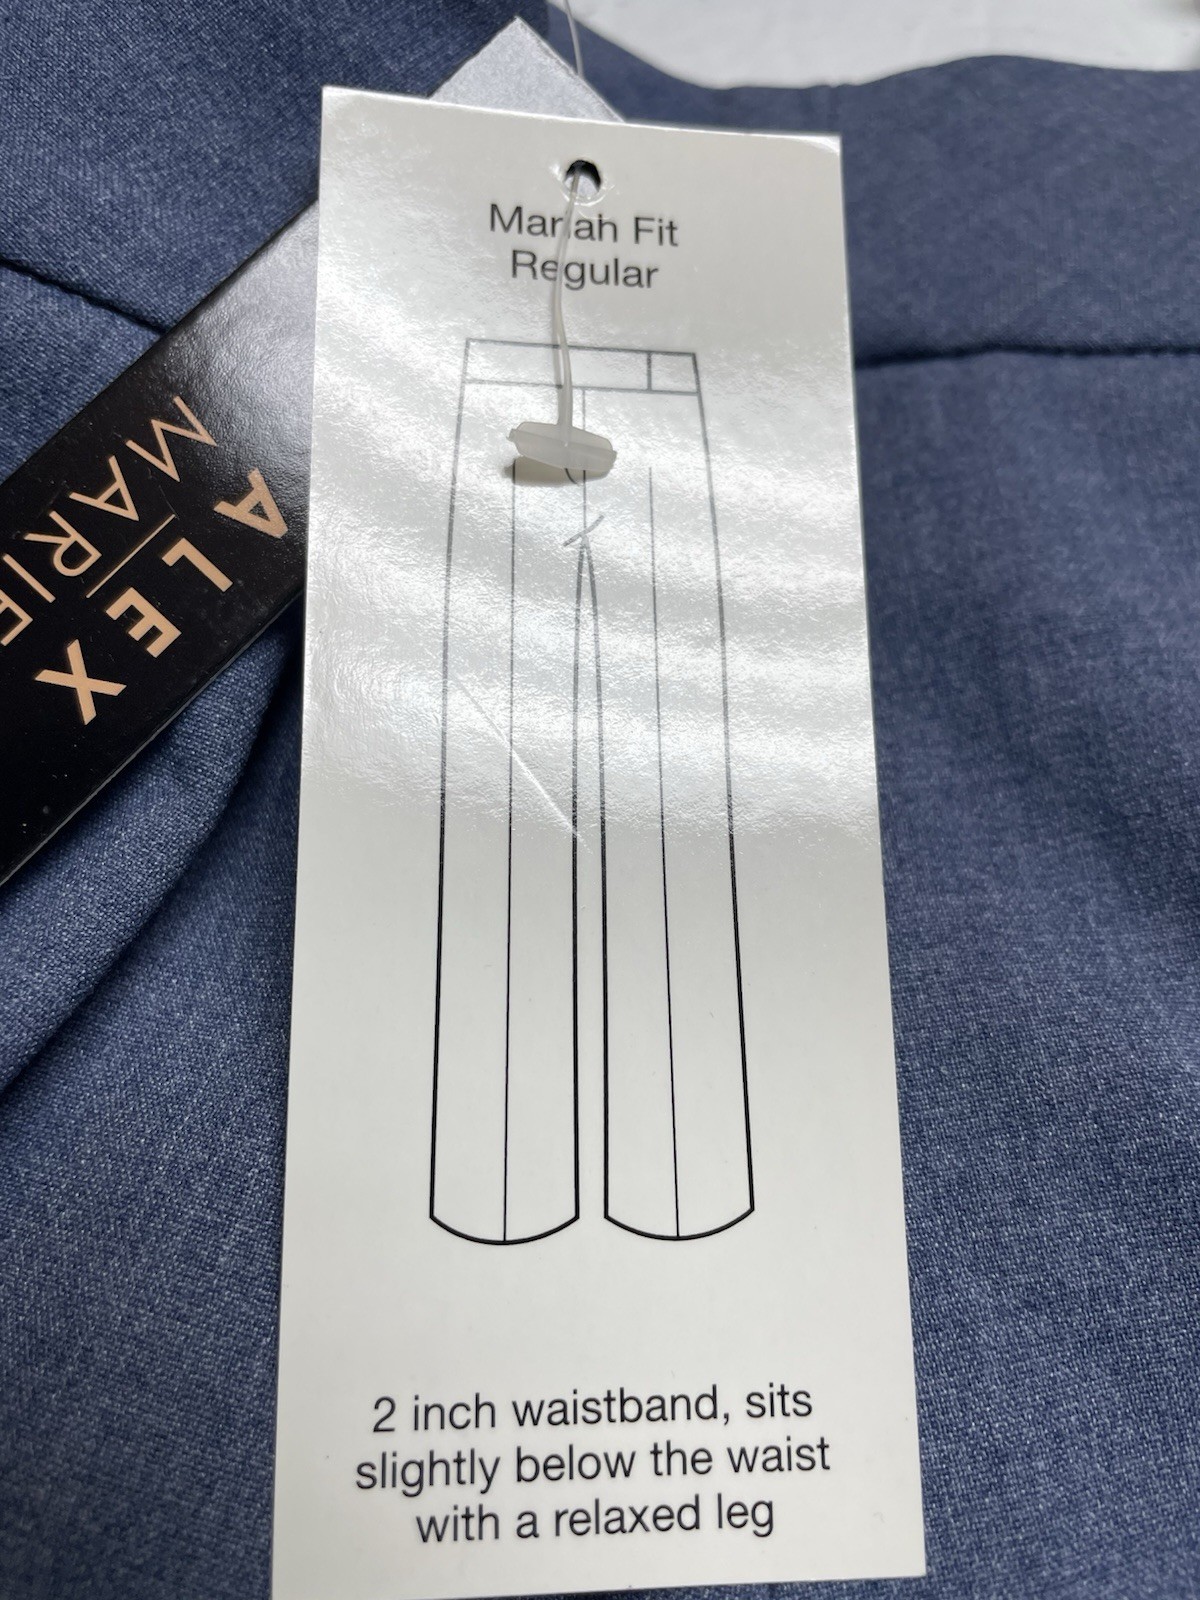 Mariah Fit
Regular
2 inch waistband, sits
slightly below the waist
with a relaxed leg
ALEX
MARIE